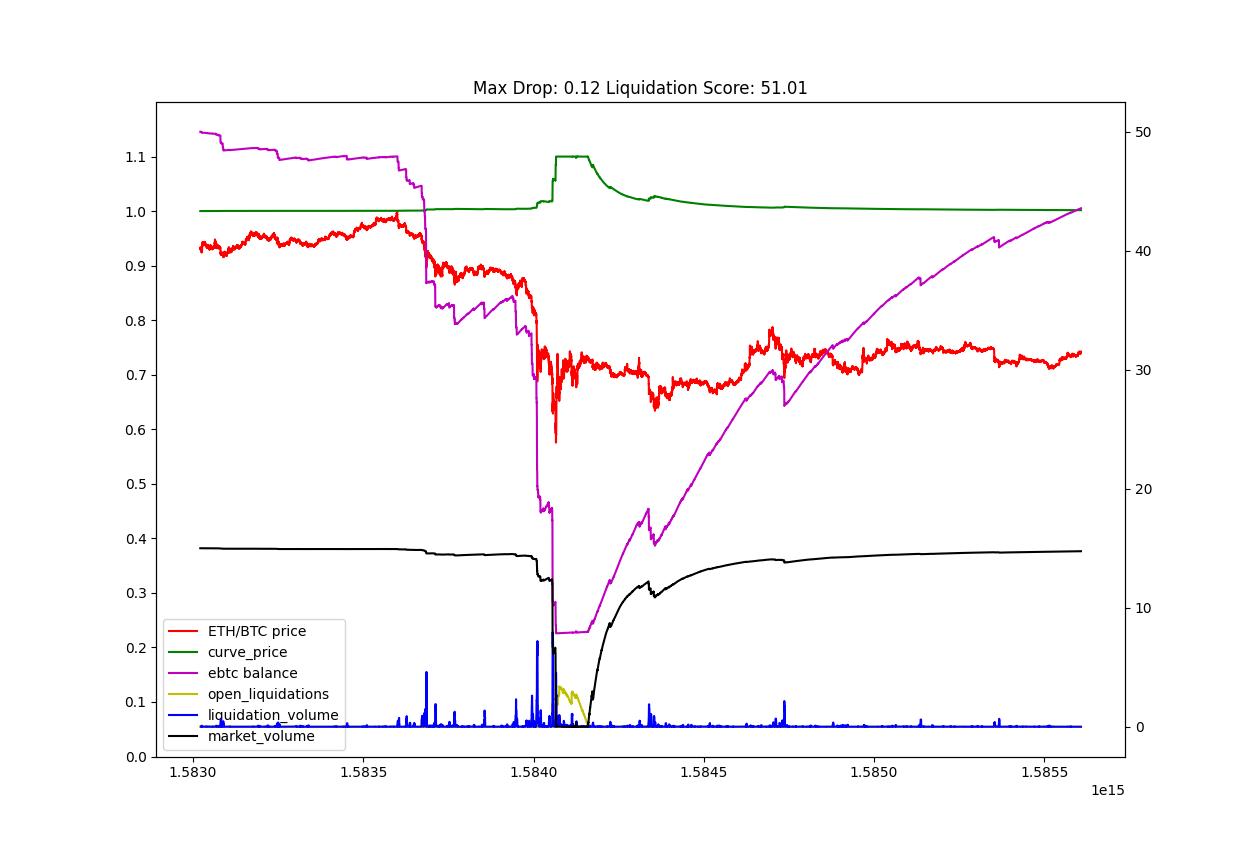 Max Drop: 0.12 Liquidation Score: 51.01
1.1
1.0
0.9
0.8
0.7
0.6
0.5
0.4
0.3
0.2
0.1
0.0
50
40
30
20
10
0
ETH/BTC price
curve_price
ebtc balance
open_liquidations
liquidation_volume
market_volume
1.5830 1.5835 1.5840 1.5845 1.5850 1.5855
1e15